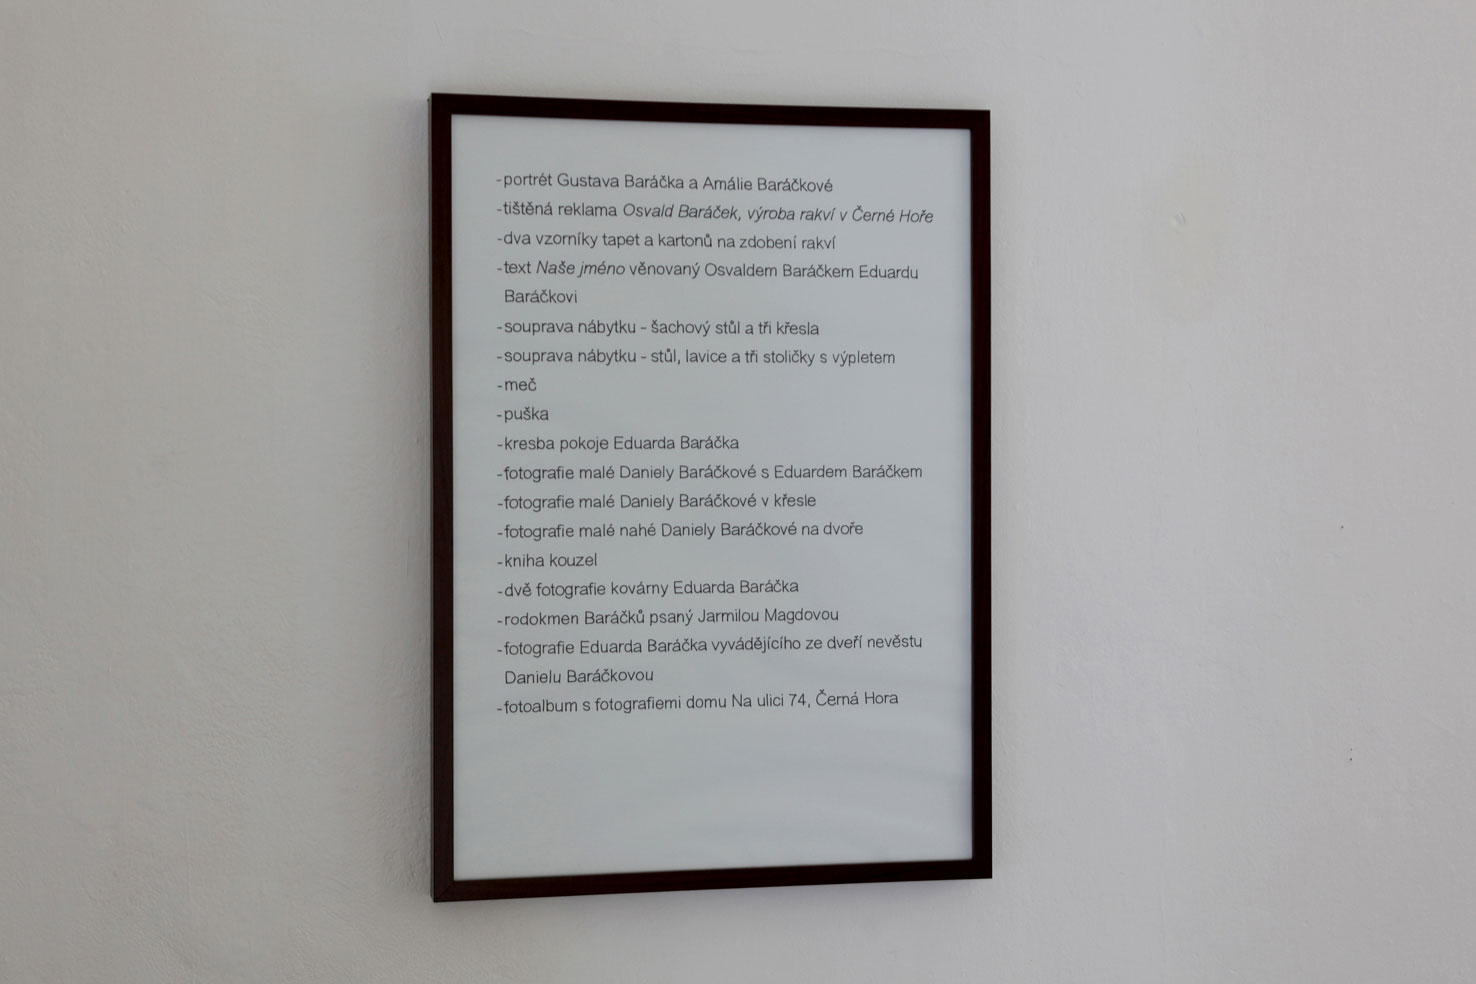 -portrét Gustava Baráčka a Amálie Baráčkové
-tištěná reklama Osvald Baráček, výroba rakví v Černé Hoře
-dva vzorníky tapet a kartonů na zdobení rakví
-text Naše jméno věnovaný Osvaldem Baráčkem Eduardu
Baráčkovi
-souprava nábytku - šachový stůl a tři křesla
-souprava nábytku - stůl, lavice a tři stoličky s výpletem
-meč
-puška
-kresba pokoje Eduarda Baráčka
-fotografie malé Daniely Baráčkové s Eduardem Baráčkem
-fotografie malé Daniely Baráčkové v křesle
-fotografie malé nahé Daniely Baráčkové na dvoře
-kniha kouzel
-dvě fotografie kovárny Eduarda Baráčka
-rodokmen Baráčků psaný Jarmilou Magdovou
-fotografie Eduarda Baráčka vyvádějícího ze dveří nevěstu
Danielu Baráčkovou
-fotoalbum s fotografiemi domu Na ulici 74, Černá Hora